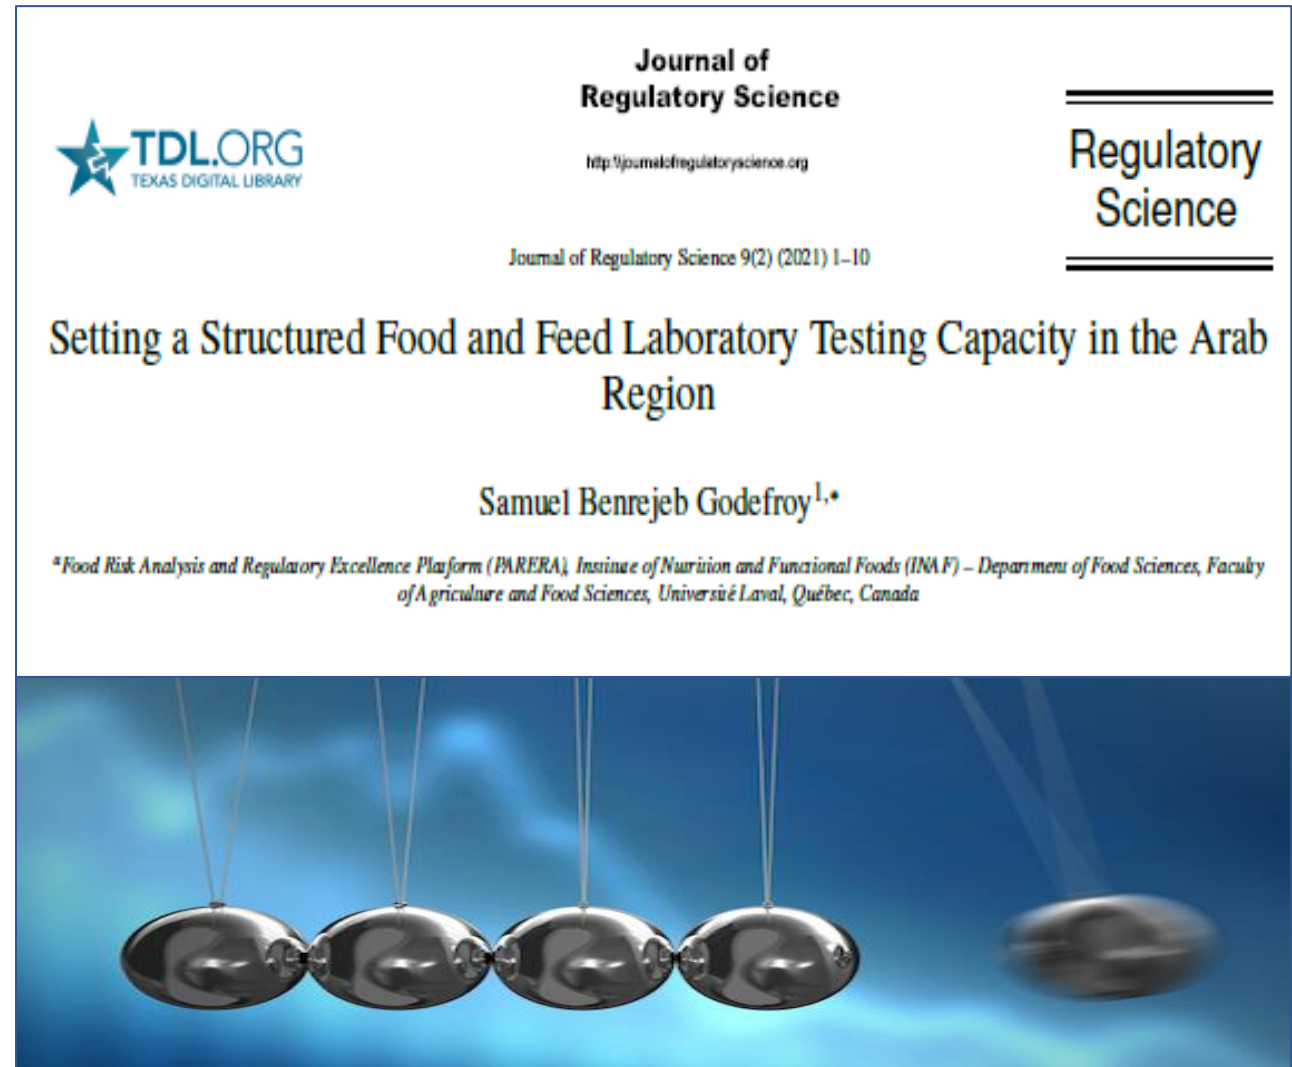 Journal of
Regulatory Science
TDL.ORG
TEXAS DIGITAL LIBRARY
http:\\journalofregulatoryscience.org
Regulatory
Science
Journal of Regulatory Science 9(2) (2021) 1–10
Setting a Structured Food and Feed Laboratory Testing Capacity in the Arab
Region
Samuel Benrejeb Godefroy1,*
*Food Risk Analysis and Regulatory Excellence Platform (PARERA), Institute of Nutrition and Functional Foods (INAF) – Department of Food Sciences, Faculty
of Agriculture and Food Sciences, Université Laval, Québec, Canada